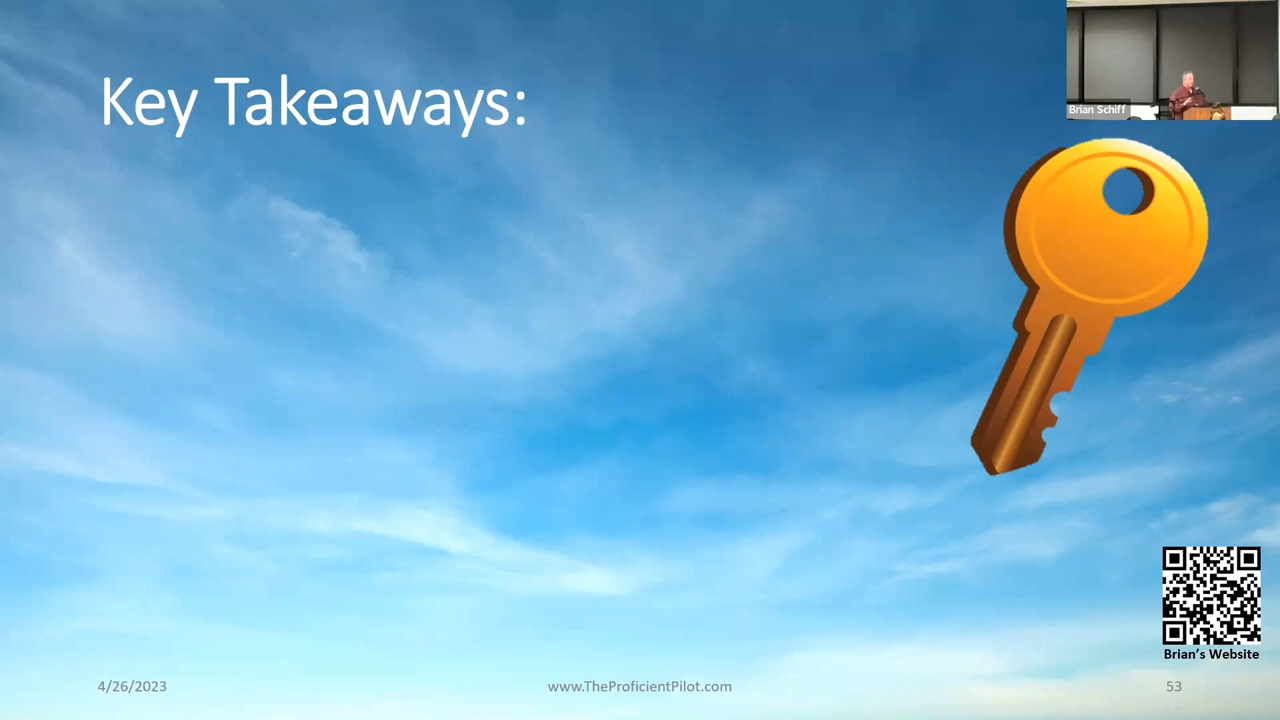 Key Takeaways:
Brian Schiff
Brian's Website
4/26/2023
www.TheProficientPilot.com
53